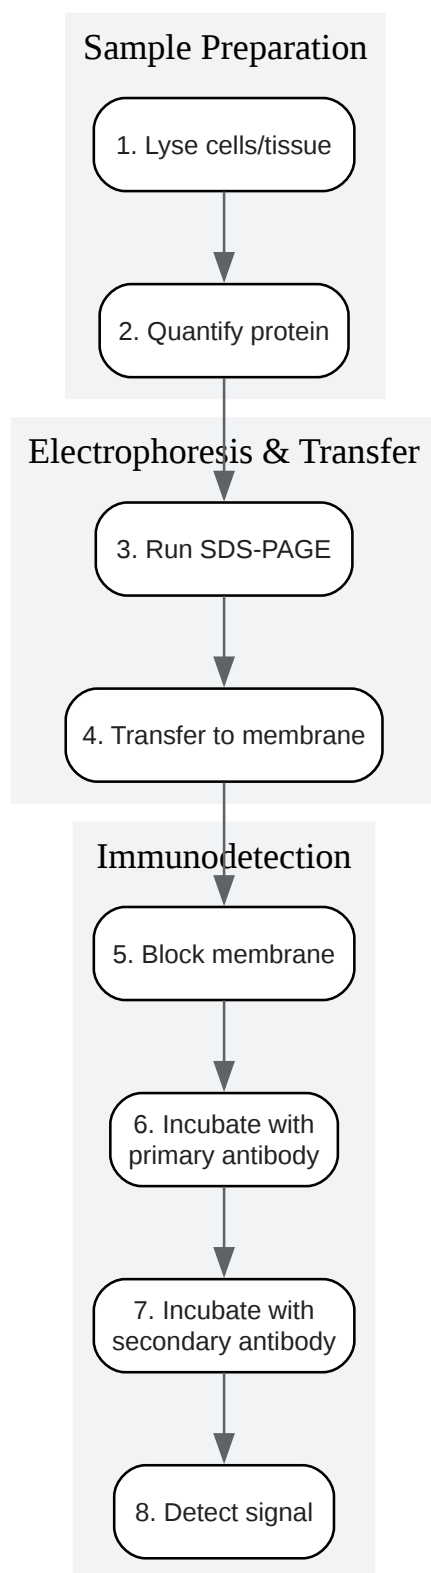 Sample Preparation
1. Lyse cells/tissue
2. Quantify protein
Electrophoresis & Transfer
3. Run SDS-PAGE
4. Transfer to membrane
Immunodetection
5. Block membrane
6. Incubate with
primary antibody
7. Incubate with
secondary antibody
8. Detect signal